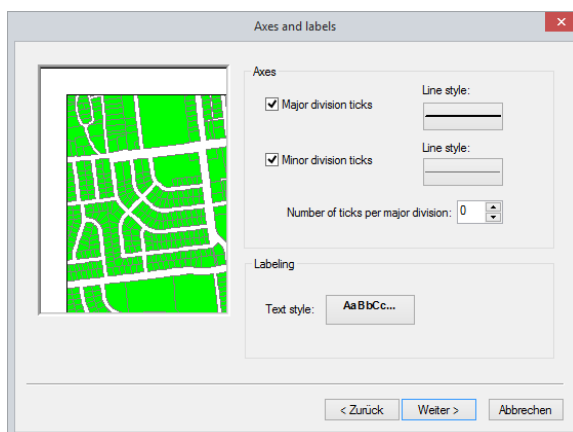 Axes and labels
Axes
Major division ticks
Line style:
Minor division ticks
Line style:
Number of ticks per major division: 0
Labeling
Text style: AaBbCc...
< Zurück Weiter > Abbrechen